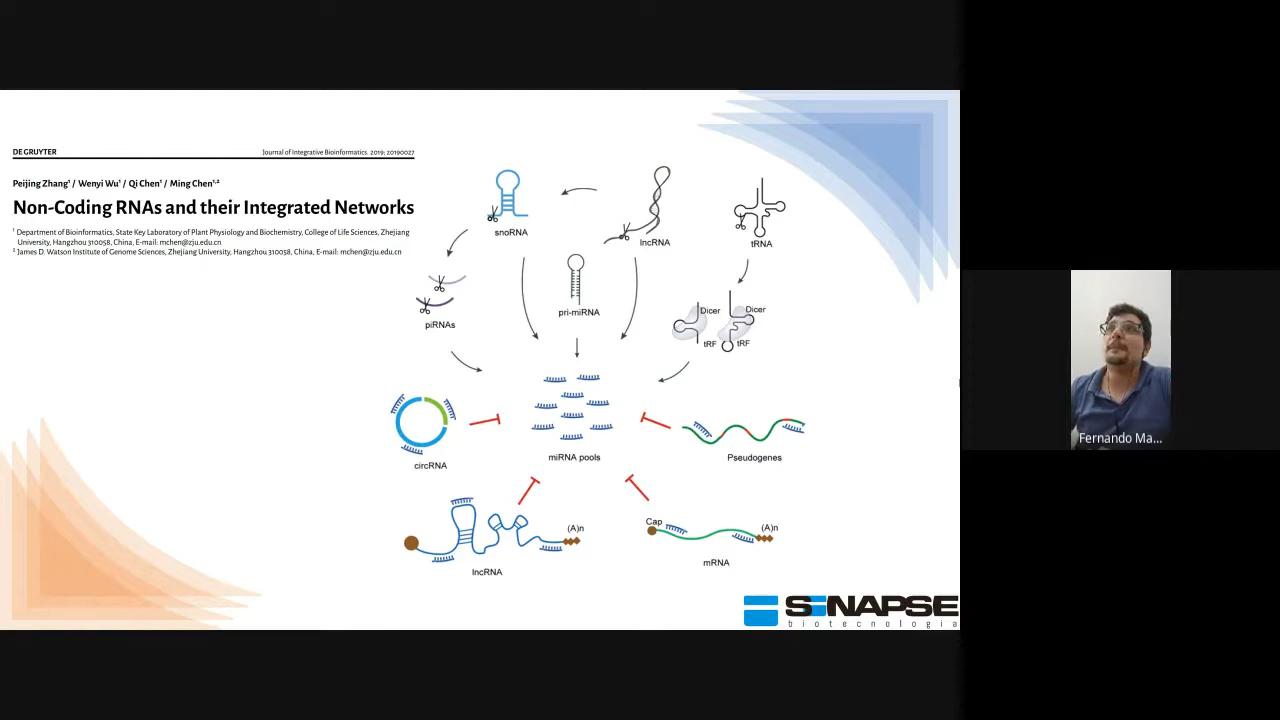 DE GRUYTER
Journal of Integrative Bioinformatics. 2019; 20190027
Peijing Zhang¹ / Wenyi Wu¹ / Qi Chen¹ / Ming Chen¹,²
Non-Coding RNAs and their Integrated Networks
¹ Department of Bioinformatics, State Key Laboratory of Plant Physiology and Biochemistry, College of Life Sciences, Zhejiang
University, Hangzhou 310058, China, E-mail: mchen@zju.edu.cn
² James D. Watson Institute of Genome Sciences, Zhejiang University, Hangzhou 310058, China, E-mail: mchen@zju.edu.cn
snoRNA
lncRNA
tRNA
pri-miRNA
piRNAs
Dicer
Dicer
tRF
tRF
circRNA
miRNA pools
Pseudogenes
(A)n
lncRNA
Cap
(A)n
mRNA
SINAPSE
biotecnologia
Fernando Ma...